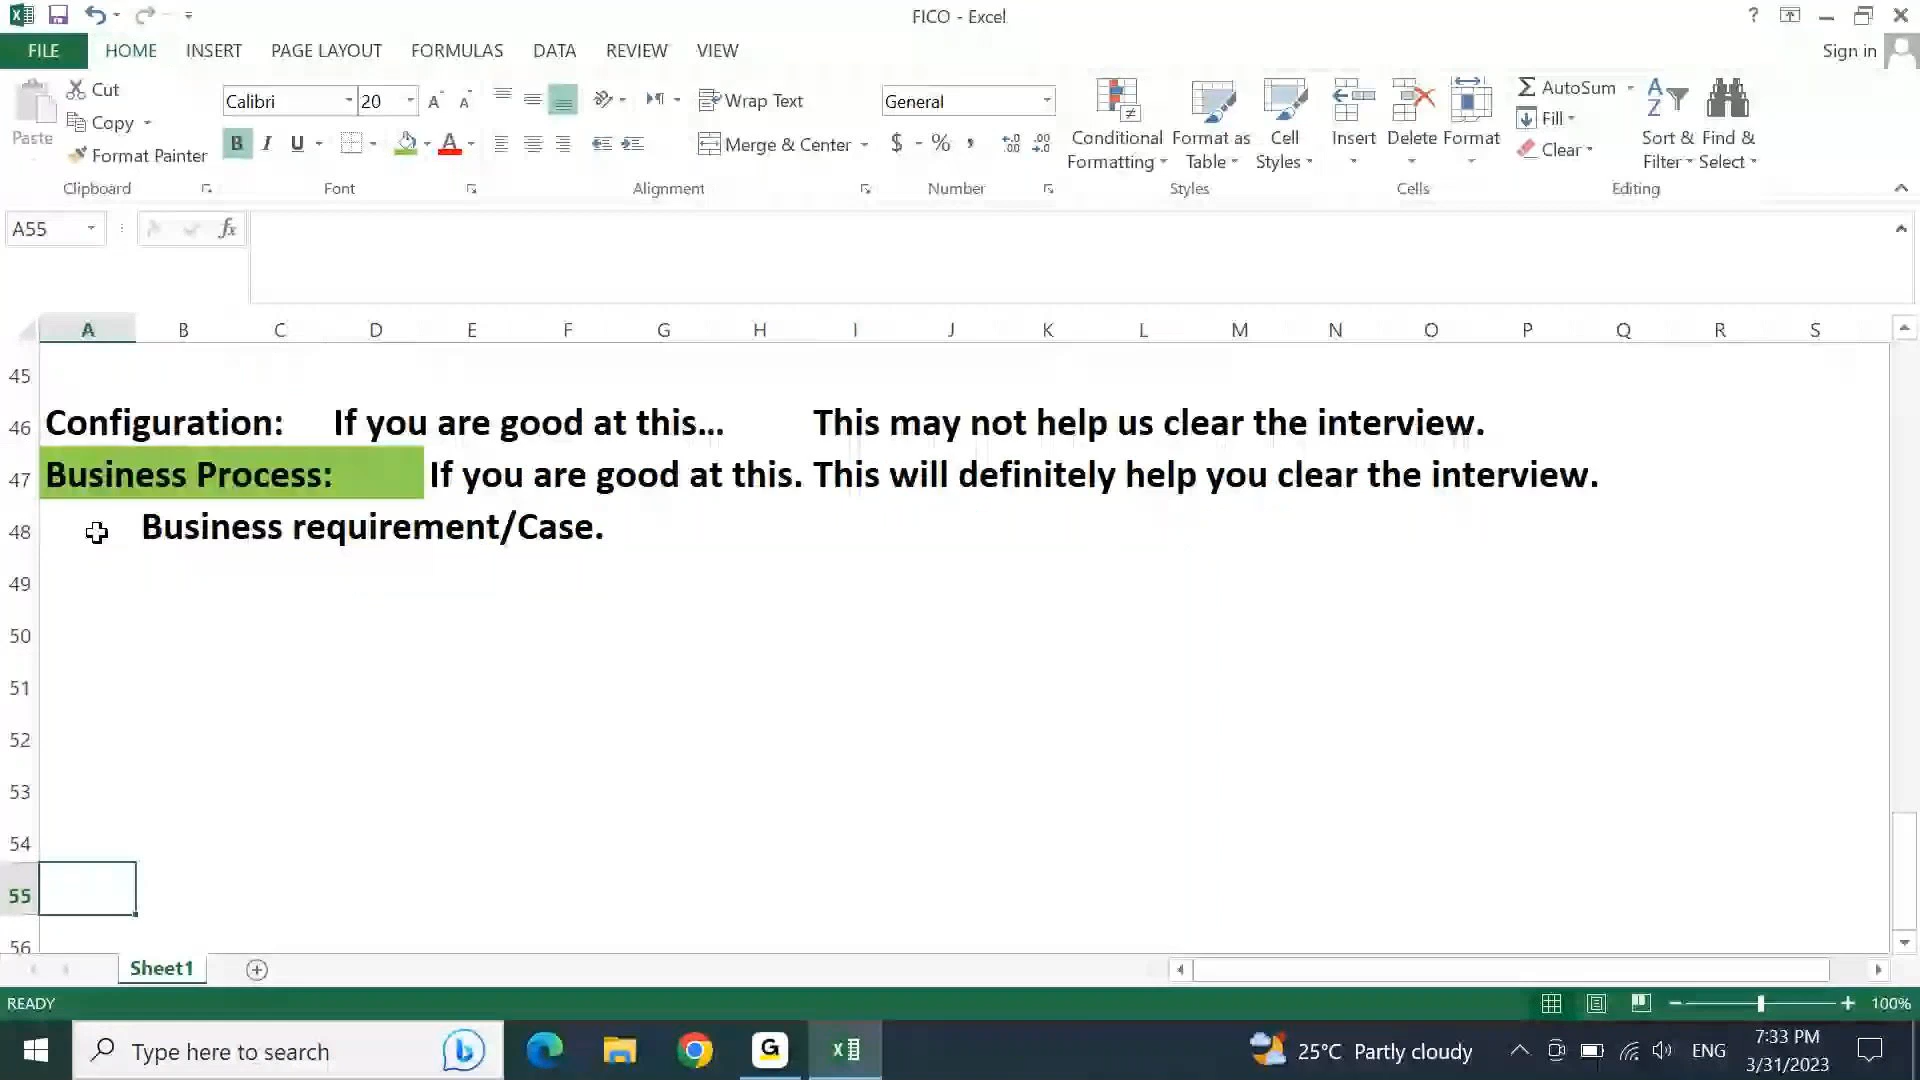 FICO - Excel
?
FILE HOME INSERT PAGE LAYOUT FORMULAS DATA REVIEW VIEW Sign in
Paste
Cut
Copy
Format Painter
Clipboard
Calibri 20
B I U
Font
Wrap Text
Merge & Center
Alignment
General
$ % ,
Number
Conditional Formatting
Format as Table
Cell Styles
Styles
Insert Delete Format
Cells
AutoSum
Fill
Clear
Sort & Filter
Find & Select
Editing
A55 fx
A B C D E F G H I J K L M N O P Q R S
45
46 Configuration: If you are good at this... This may not help us clear the interview.
47 Business Process: If you are good at this. This will definitely help you clear the interview.
48 Business requirement/Case.
49
50
51
52
53
54
55
56
Sheet1
READY 100%
Type here to search 25°C Partly cloudy ENG 7:33 PM
3/31/2023